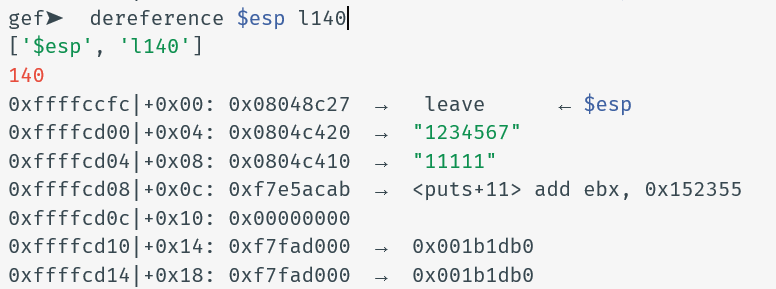 gef➤  dereference $esp l140
['$esp', 'l140']
140
0xffffccfc|+0x00: 0x08048c27  →   leave      ← $esp
0xffffcd00|+0x04: 0x0804c420  →  "1234567"
0xffffcd04|+0x08: 0x0804c410  →  "11111"
0xffffcd08|+0x0c: 0xf7e5acab  →  <puts+11> add ebx, 0x152355
0xffffcd0c|+0x10: 0x00000000
0xffffcd10|+0x14: 0xf7fad000  →  0x001b1db0
0xffffcd14|+0x18: 0xf7fad000  →  0x001b1db0